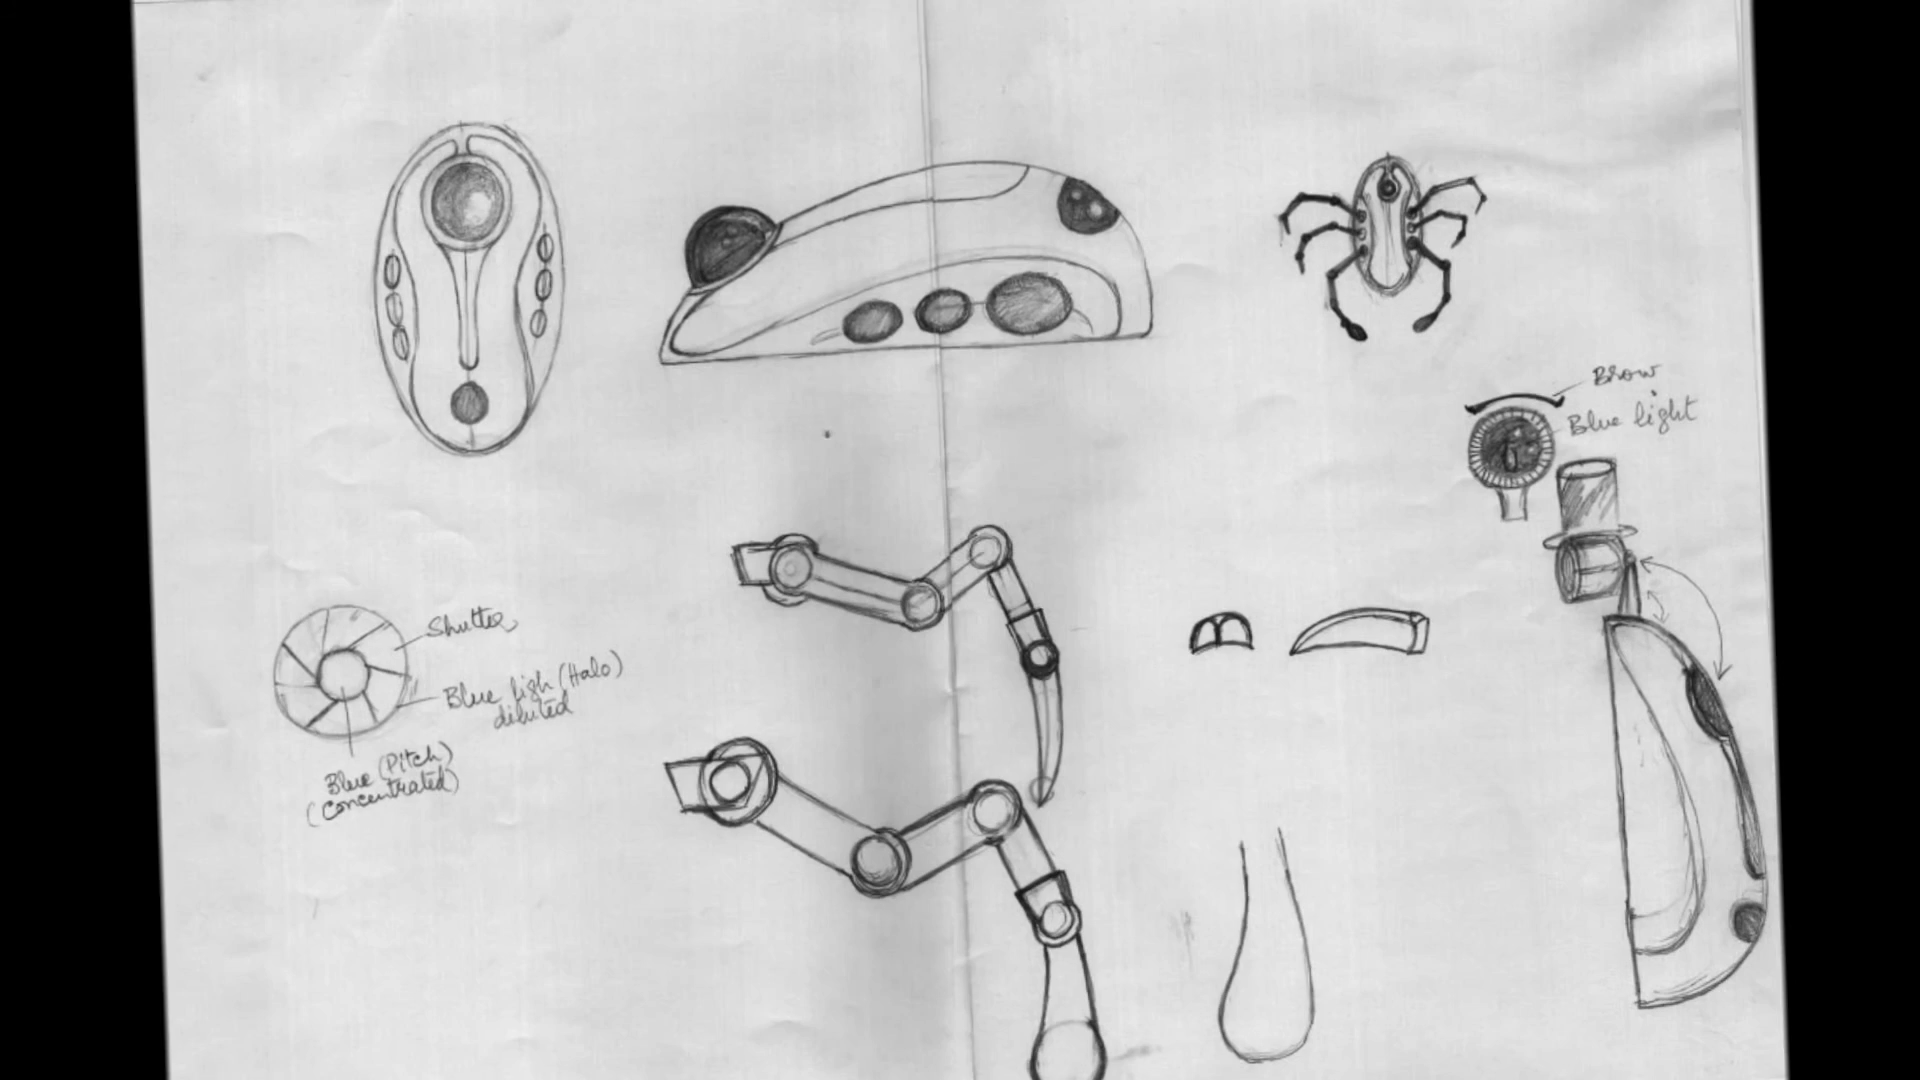 Brow
Blue light
Shutter
Blue ligh (Halo)
diluted
Blue (Pitch)
(Concentrated)